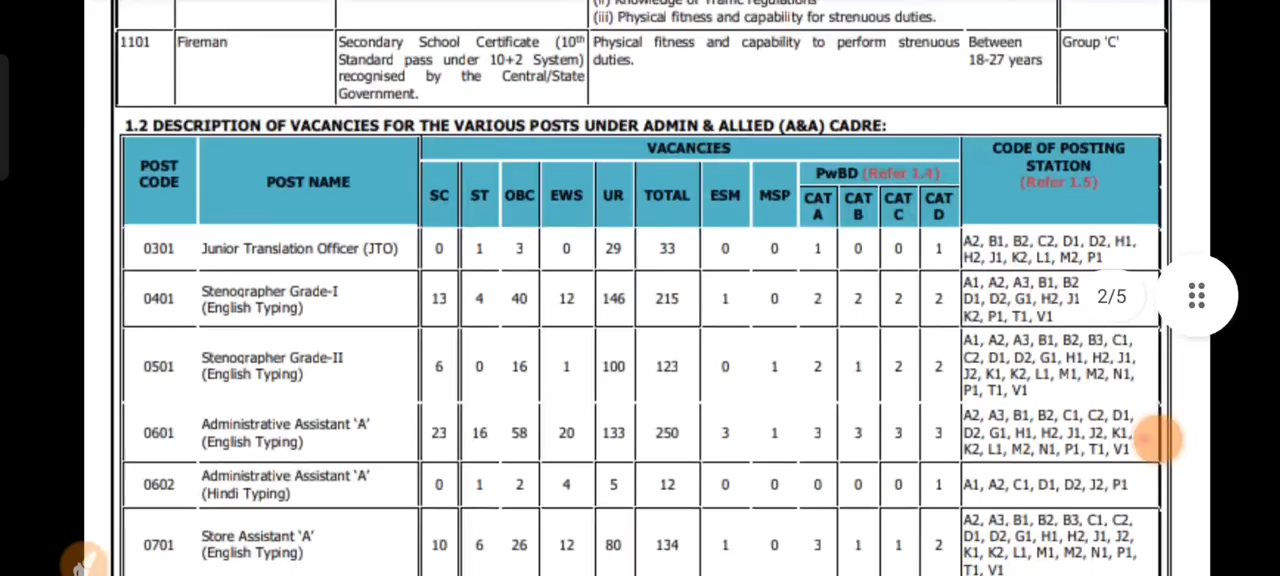 (iii) Physical fitness and capability for strenuous duties.
1101 Fireman Secondary School Certificate (10th Physical fitness and capability to perform strenuous Between Group 'C'
Standard pass under 10+2 System) duties. 18-27 years
recognised by the Central/State
Government.
1.2 DESCRIPTION OF VACANCIES FOR THE VARIOUS POSTS UNDER ADMIN & ALLIED (A&A) CADRE:
POST CODE POST NAME VACANCIES CODE OF POSTING STATION (Refer 1.5)
SC ST OBC EWS UR TOTAL ESM MSP PwBD (Refer 1.4)
CAT A CAT B CAT C CAT D
0301 Junior Translation Officer (JTO) 0 1 3 0 29 33 0 0 1 0 0 1 A2, B1, B2, C2, D1, D2, H1,
H2, J1, K2, L1, M2, P1
0401 Stenographer Grade-I 13 4 40 12 146 215 1 0 2 2 2 2 A1, A2, A3, B1, B2
(English Typing) D1, D2, G1, H2, J1
K2, P1, T1, V1
2/5
0501 Stenographer Grade-II 6 0 16 1 100 123 0 1 2 1 2 2 A1, A2, A3, B1, B2, B3, C1,
(English Typing) C2, D1, D2, G1, H1, H2, J1,
J2, K1, K2, L1, M1, M2, N1,
P1, T1, V1
0601 Administrative Assistant 'A' 23 16 58 20 133 250 3 1 3 3 3 3 A2, A3, B1, B2, C1, C2, D1,
(English Typing) D2, G1, H1, H2, J1, J2, K1,
K2, L1, M2, N1, P1, T1, V1
0602 Administrative Assistant 'A' 0 1 2 4 5 12 0 0 0 0 0 1 A1, A2, C1, D1, D2, J2, P1
(Hindi Typing)
0701 Store Assistant 'A' 10 6 26 12 80 134 1 0 3 1 1 2 A2, A3, B1, B2, B3, C1, C2,
(English Typing) D1, D2, G1, H1, H2, J1, J2,
K1, K2, L1, M1, M2, N1, P1,
T1, V1